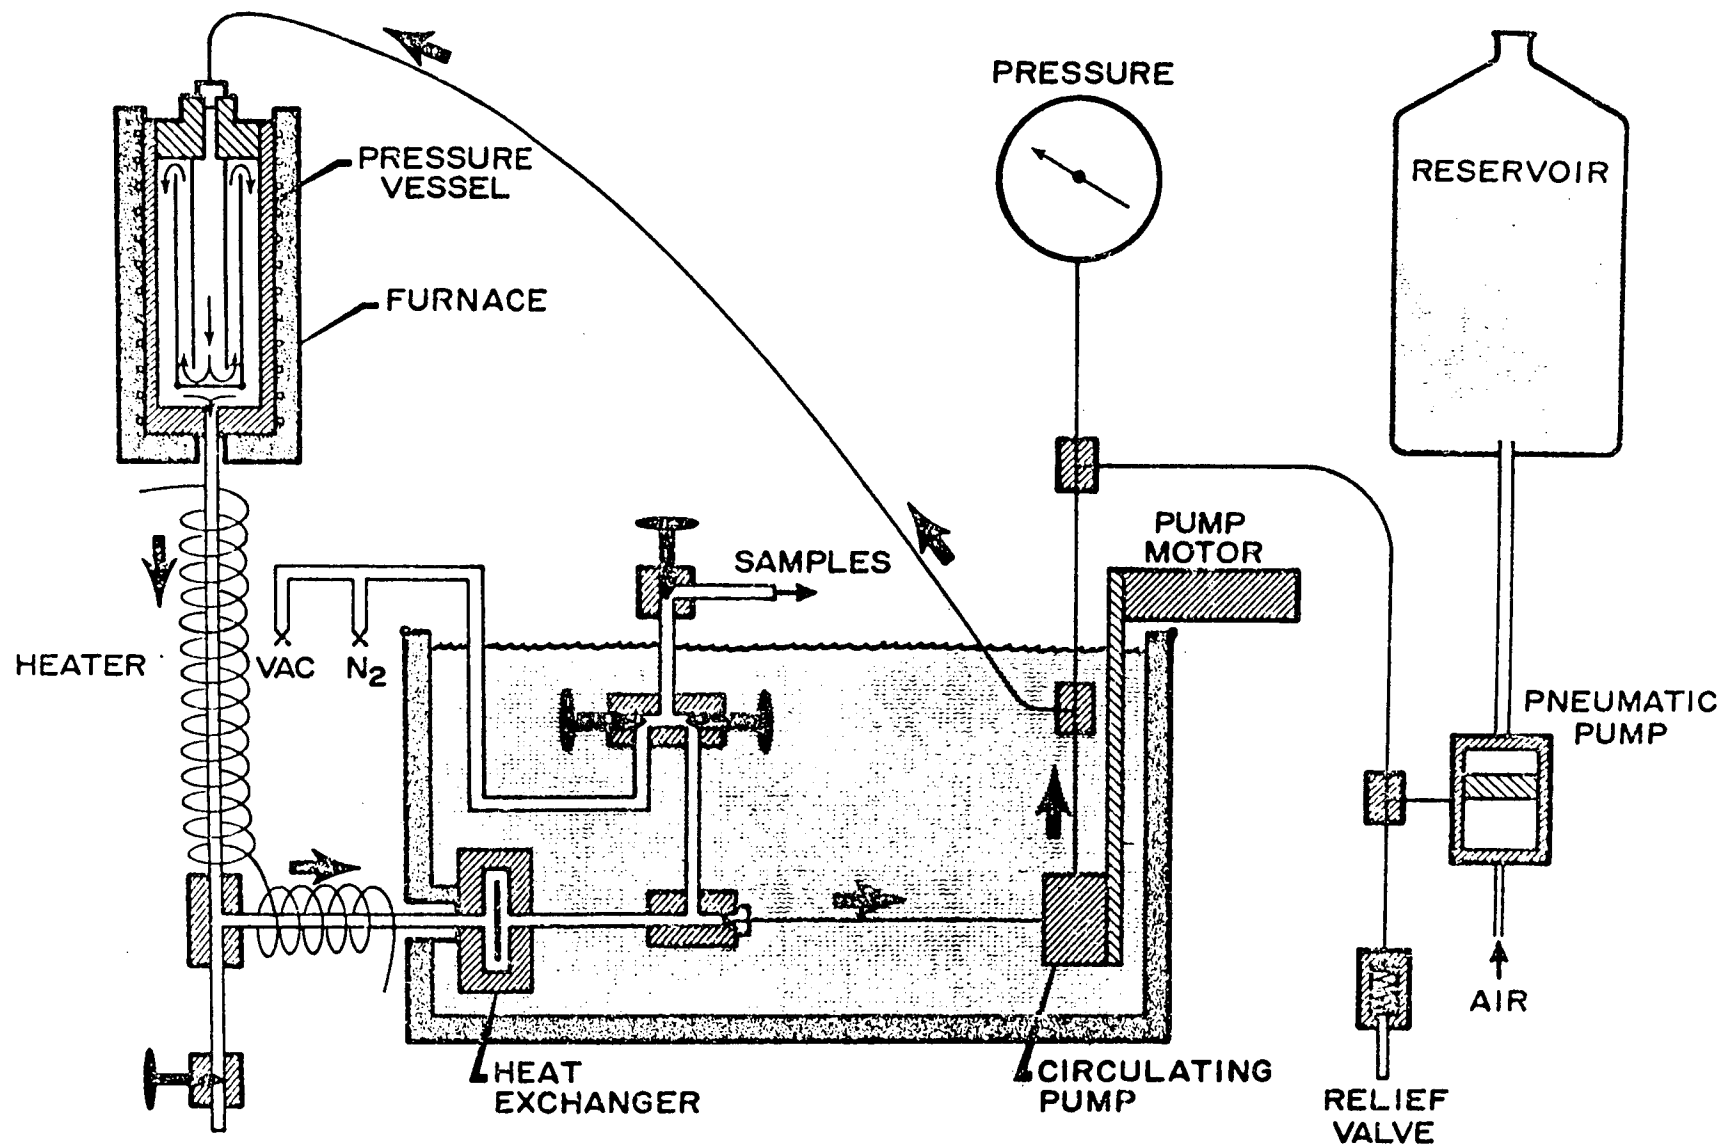 PRESSURE
RESERVOIR
PRESSURE
VESSEL
FURNACE
PUMP
MOTOR
SAMPLES
HEATER
VAC
N₂
PNEUMATIC
PUMP
AIR
HEAT
EXCHANGER
CIRCULATING
PUMP
RELIEF
VALVE